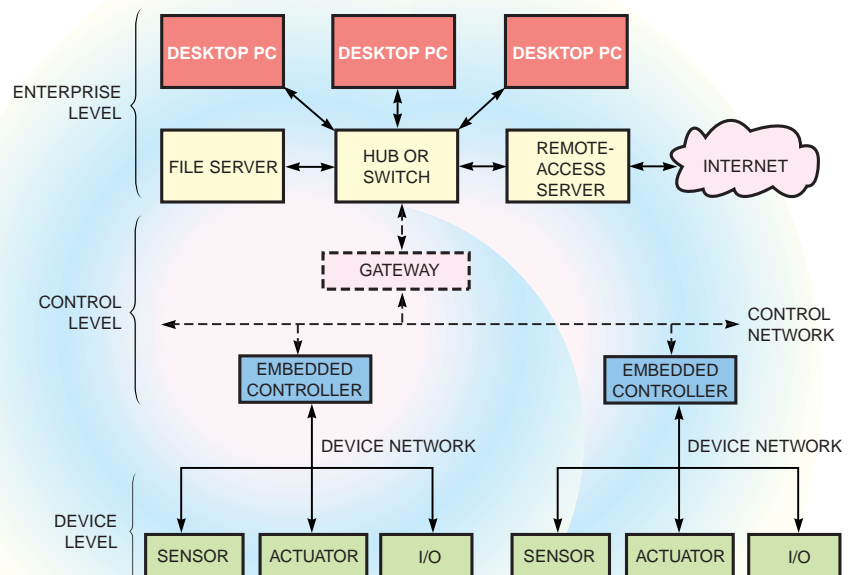 DESKTOP PC
DESKTOP PC
DESKTOP PC
ENTERPRISE
LEVEL
FILE SERVER
HUB OR
SWITCH
REMOTE-
ACCESS
SERVER
INTERNET
GATEWAY
CONTROL
LEVEL
CONTROL
NETWORK
EMBEDDED
CONTROLLER
EMBEDDED
CONTROLLER
DEVICE NETWORK
DEVICE NETWORK
DEVICE
LEVEL
SENSOR
ACTUATOR
I/O
SENSOR
ACTUATOR
I/O